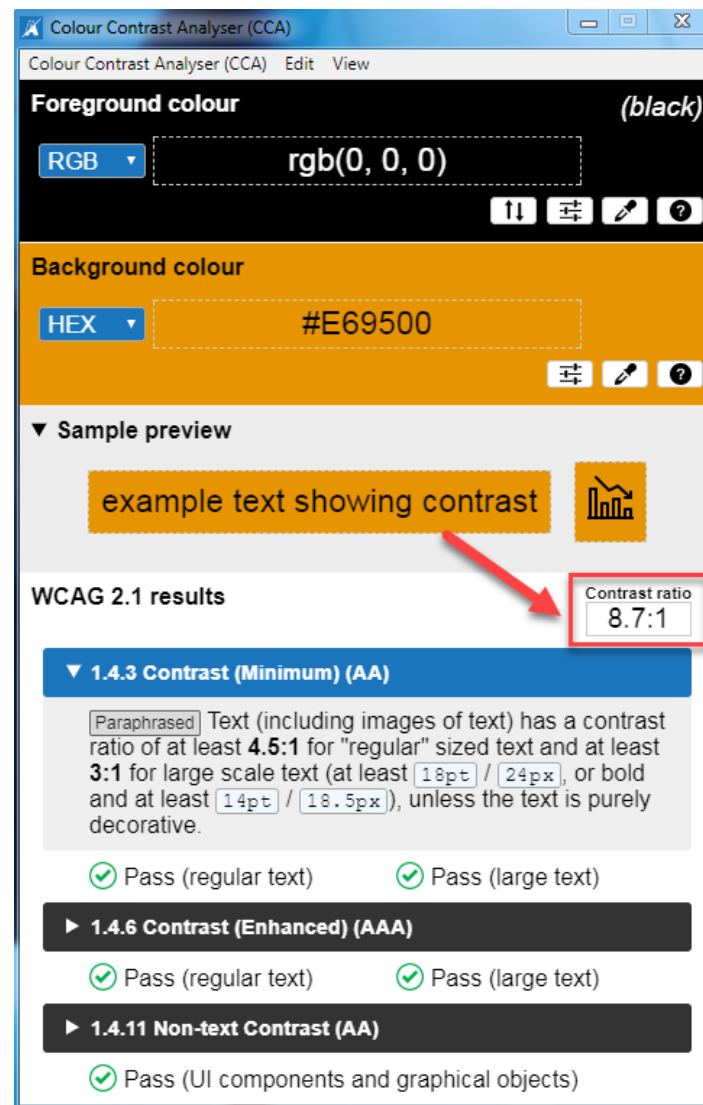 Colour Contrast Analyser (CCA)
Colour Contrast Analyser (CCA) Edit View
Foreground colour (black)
RGB rgb(0, 0, 0)
Background colour
HEX #E69500
▼ Sample preview
example text showing contrast
WCAG 2.1 results
Contrast ratio
8.7:1
▼ 1.4.3 Contrast (Minimum) (AA)
Paraphrased Text (including images of text) has a contrast
ratio of at least 4.5:1 for "regular" sized text and at least
3:1 for large scale text (at least 18pt / 24px, or bold
and at least 14pt / 18.5px), unless the text is purely
decorative.
Pass (regular text) Pass (large text)
▶ 1.4.6 Contrast (Enhanced) (AAA)
Pass (regular text) Pass (large text)
▶ 1.4.11 Non-text Contrast (AA)
Pass (UI components and graphical objects)